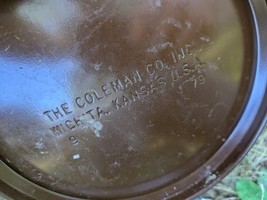 THE COLEMAN CO. INC.
WICHITA, KANSAS U.S.A.
9 79